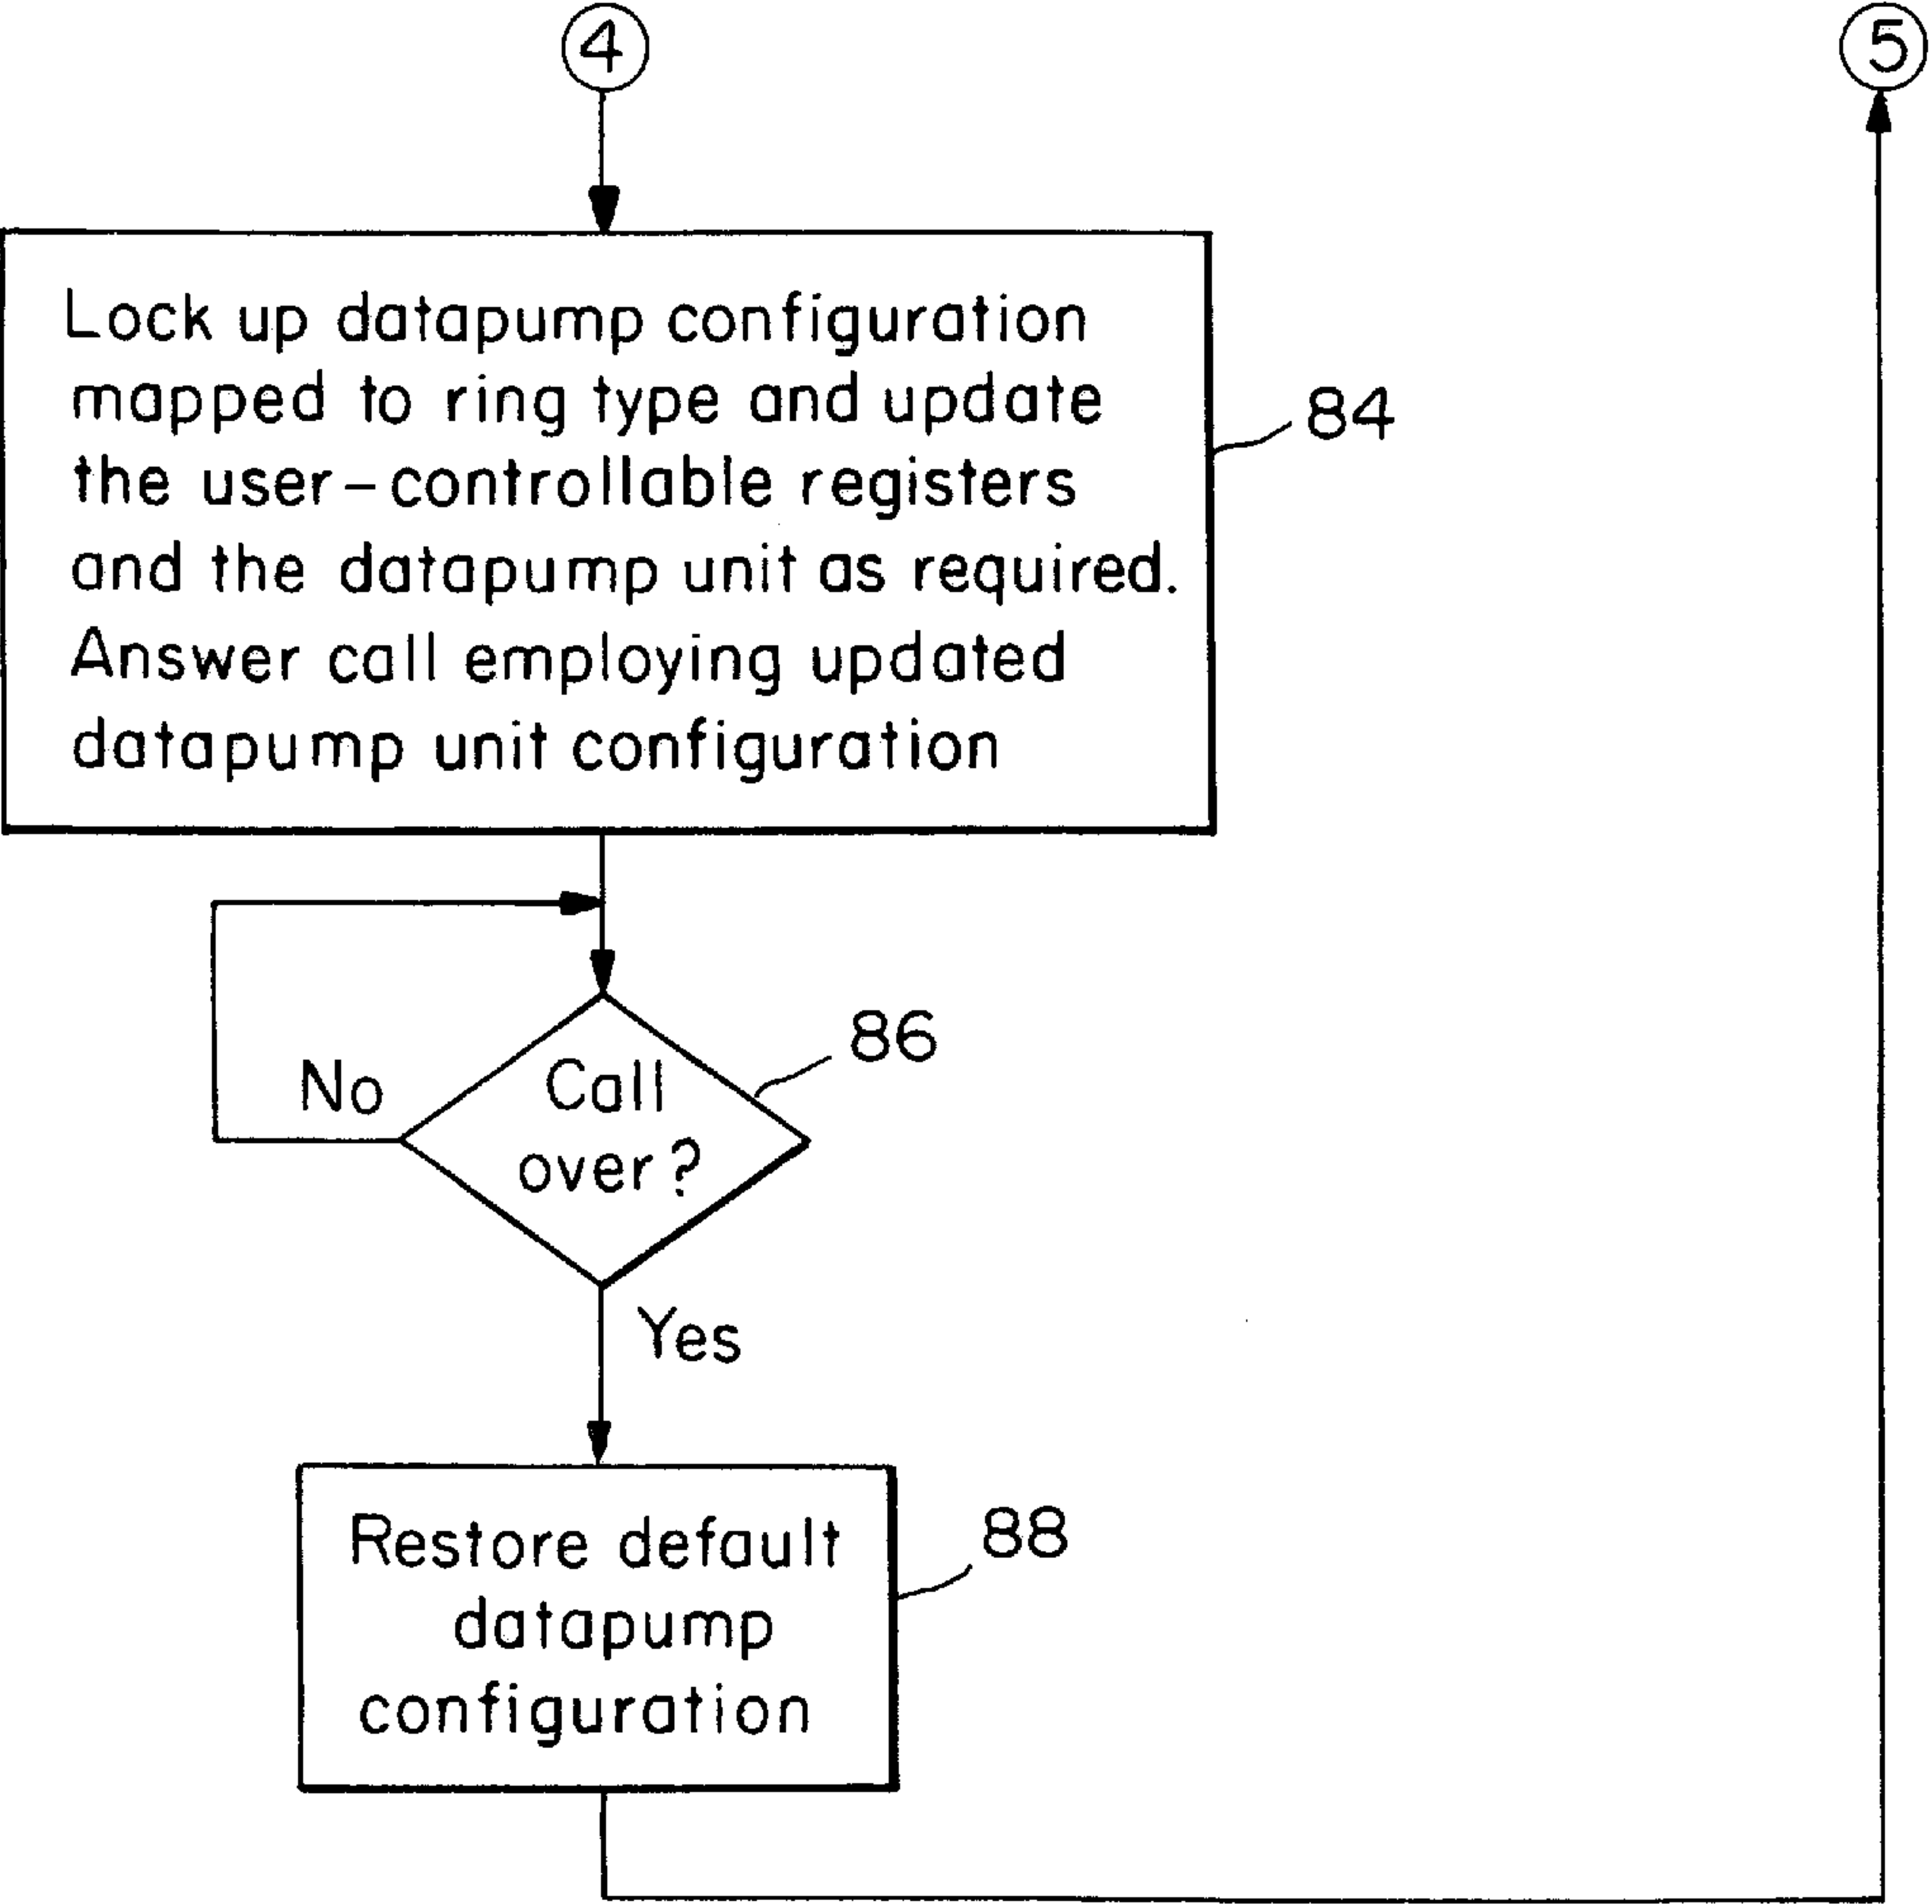 4
5
Lock up datapump configuration
mapped to ring type and update
the user-controllable registers
and the datapump unit as required.
Answer call employing updated
datapump unit configuration
84
86
No
Call
over?
Yes
88
Restore default
datapump
configuration